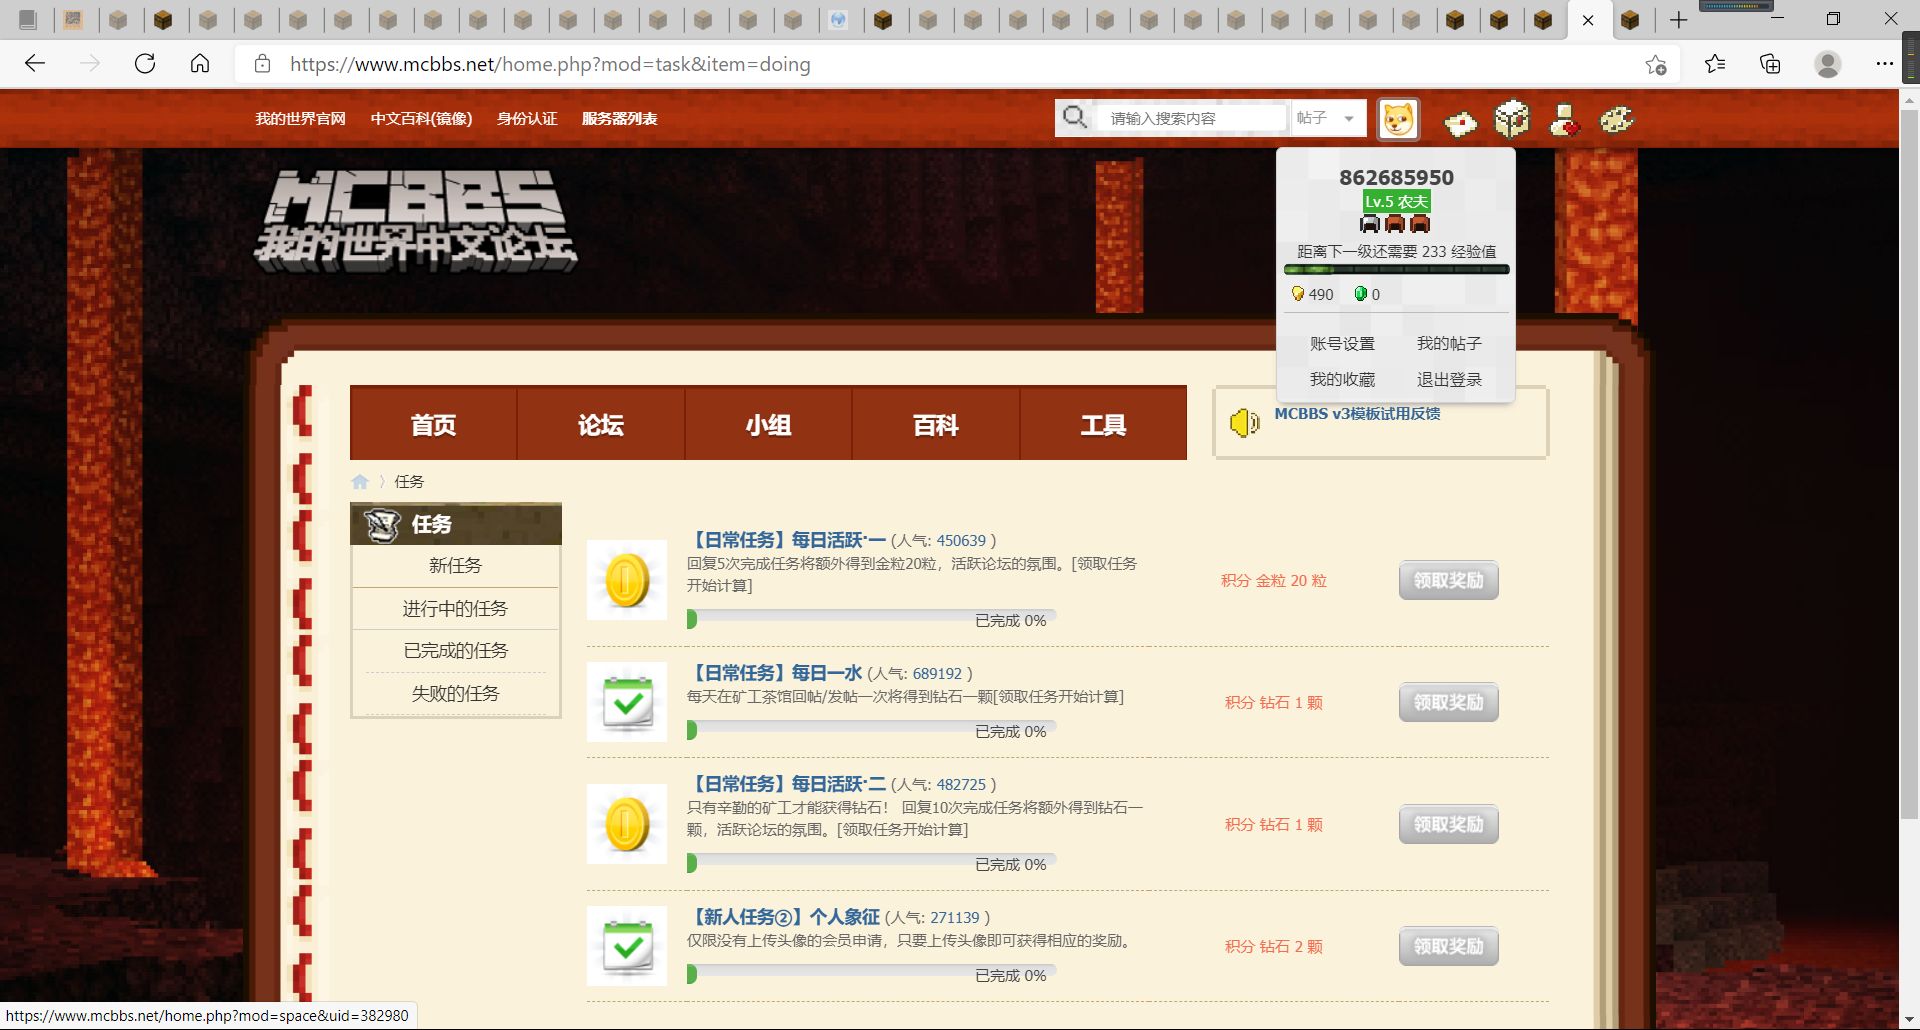 https://www.mcbbs.net/home.php?mod=task&item=doing
我的世界官网 中文百科(镜像) 身份认证 服务器列表
请输入搜索内容 帖子
MCBBS
我的世界中文论坛
862685950
Lv.5 农夫
距离下一级还需要 233 经验值
490 0
账号设置 我的帖子
我的收藏 退出登录
首页 论坛 小组 百科 工具
MCBBS v3模板试用反馈
任务
任务
新任务
进行中的任务
已完成的任务
失败的任务
【日常任务】每日活跃·一 (人气: 450639 )
回复5次完成任务将额外得到金粒20粒，活跃论坛的氛围。[领取任务
开始计算]
已完成 0%
积分 金粒 20 粒
领取奖励
【日常任务】每日一水 (人气: 689192 )
每天在矿工茶馆回帖/发帖一次将得到钻石一颗[领取任务开始计算]
已完成 0%
积分 钻石 1 颗
领取奖励
【日常任务】每日活跃·二 (人气: 482725 )
只有辛勤的矿工才能获得钻石！ 回复10次完成任务将额外得到钻石一
颗，活跃论坛的氛围。[领取任务开始计算]
已完成 0%
积分 钻石 1 颗
领取奖励
【新人任务②】个人象征 (人气: 271139 )
仅限没有上传头像的会员申请，只要上传头像即可获得相应的奖励。
已完成 0%
积分 钻石 2 颗
领取奖励
https://www.mcbbs.net/home.php?mod=space&uid=382980